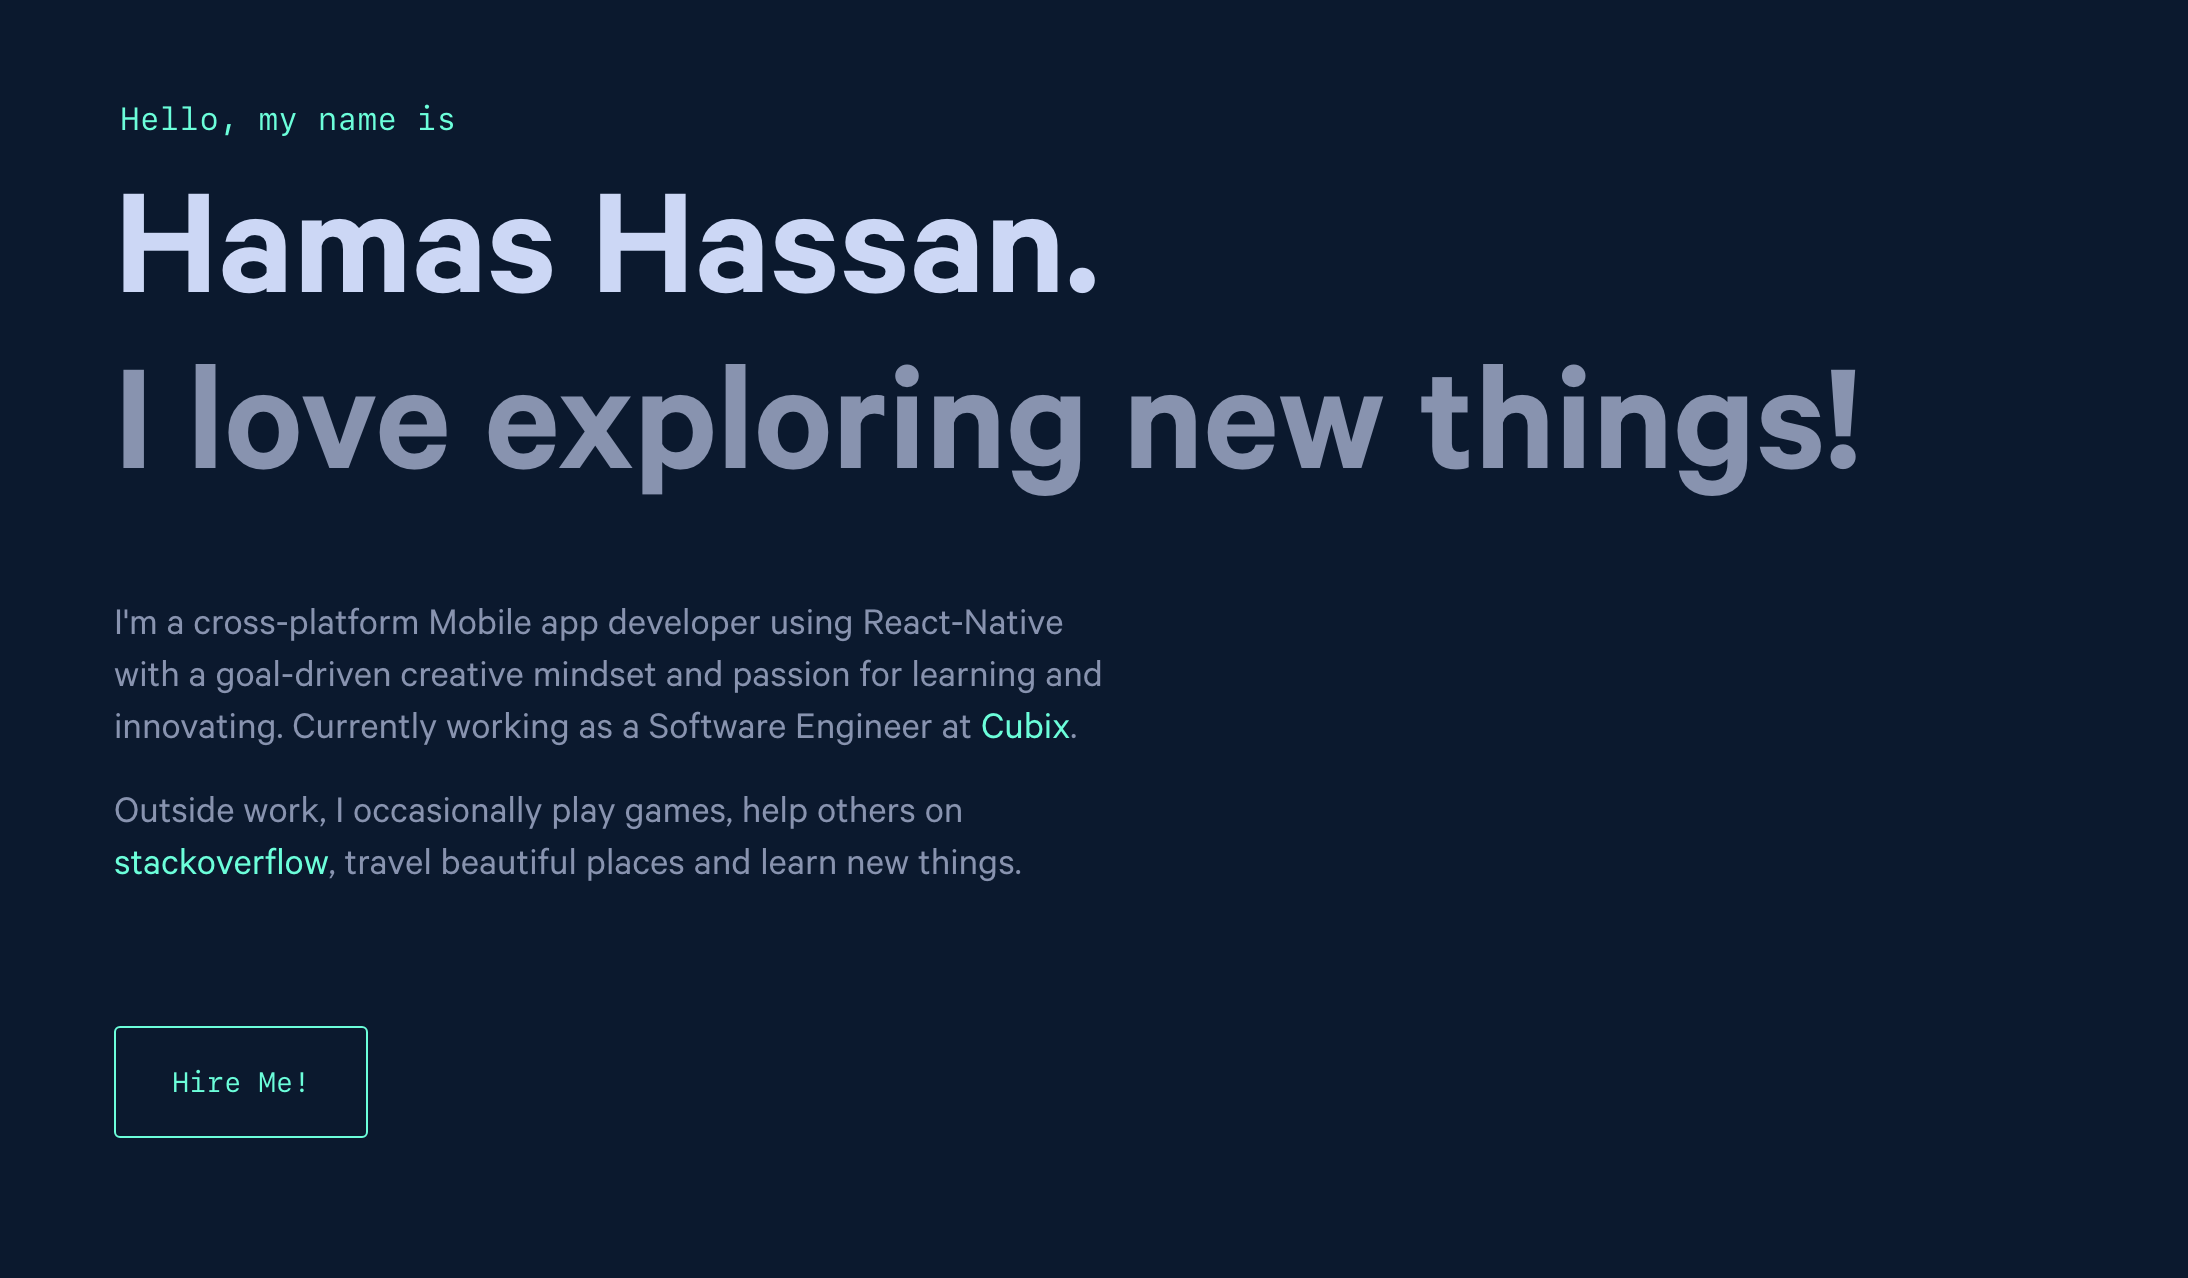 Hello, my name is
Hamas Hassan.
I love exploring new things!
I'm a cross-platform Mobile app developer using React-Native
with a goal-driven creative mindset and passion for learning and
innovating. Currently working as a Software Engineer at Cubix.
Outside work, I occasionally play games, help others on
stackoverflow, travel beautiful places and learn new things.
Hire Me!